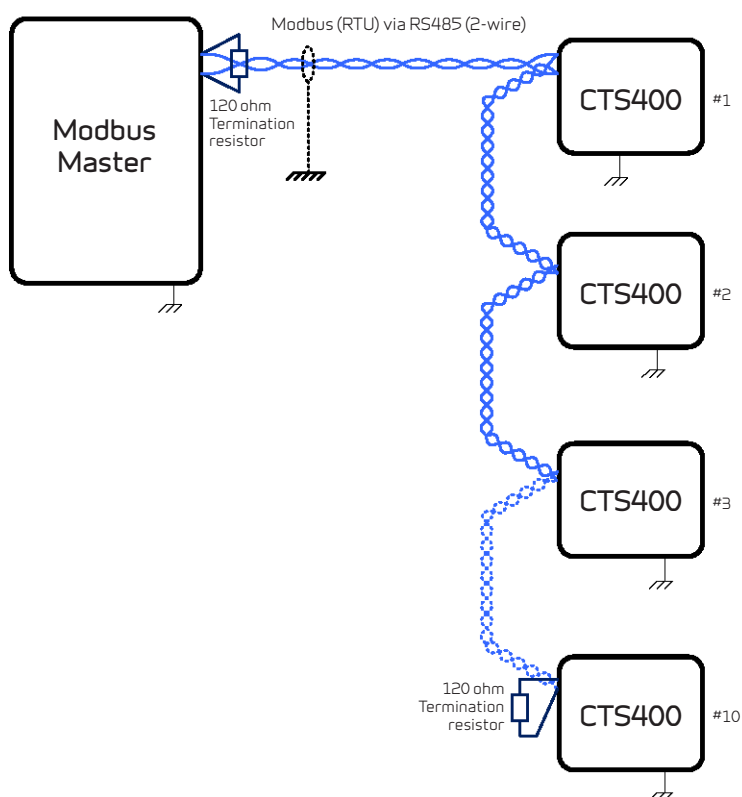 Modbus (RTU) via RS485 (2-wire)
120 ohm
Termination
resistor
Modbus
Master
CTS400
#1
CTS400
#2
CTS400
#3
120 ohm
Termination
resistor
CTS400
#10